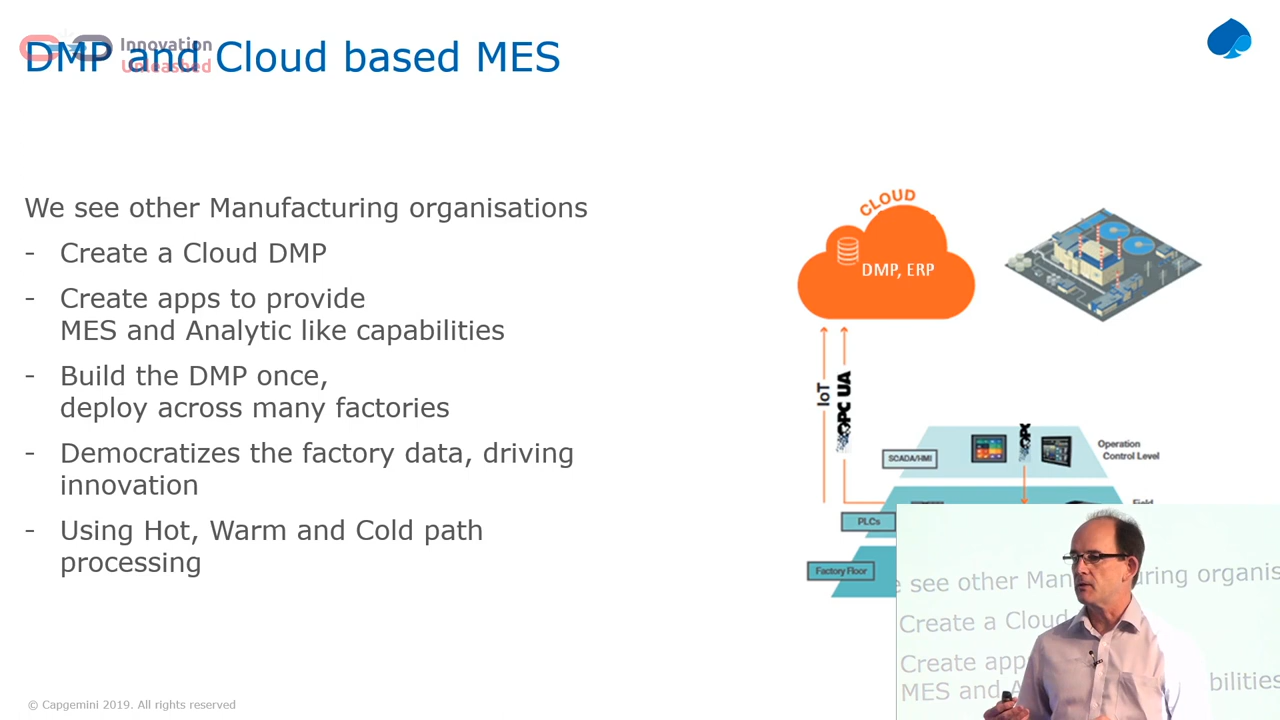 DMP and Cloud based MES
Innovation
Unleashed
We see other Manufacturing organisations
- Create a Cloud DMP
- Create apps to provide
MES and Analytic like capabilities
- Build the DMP once,
deploy across many factories
- Democratizes the factory data, driving
innovation
- Using Hot, Warm and Cold path
processing
CLOUD
DMP, ERP
IoT
OPC UA
OPC
SCADA/HMI
Operation
Control Level
Field
PLCs
Factory Floor
see other Man uring organis
Create a Cloud
Create app
MES and A bilities
© Capgemini 2019. All rights reserved